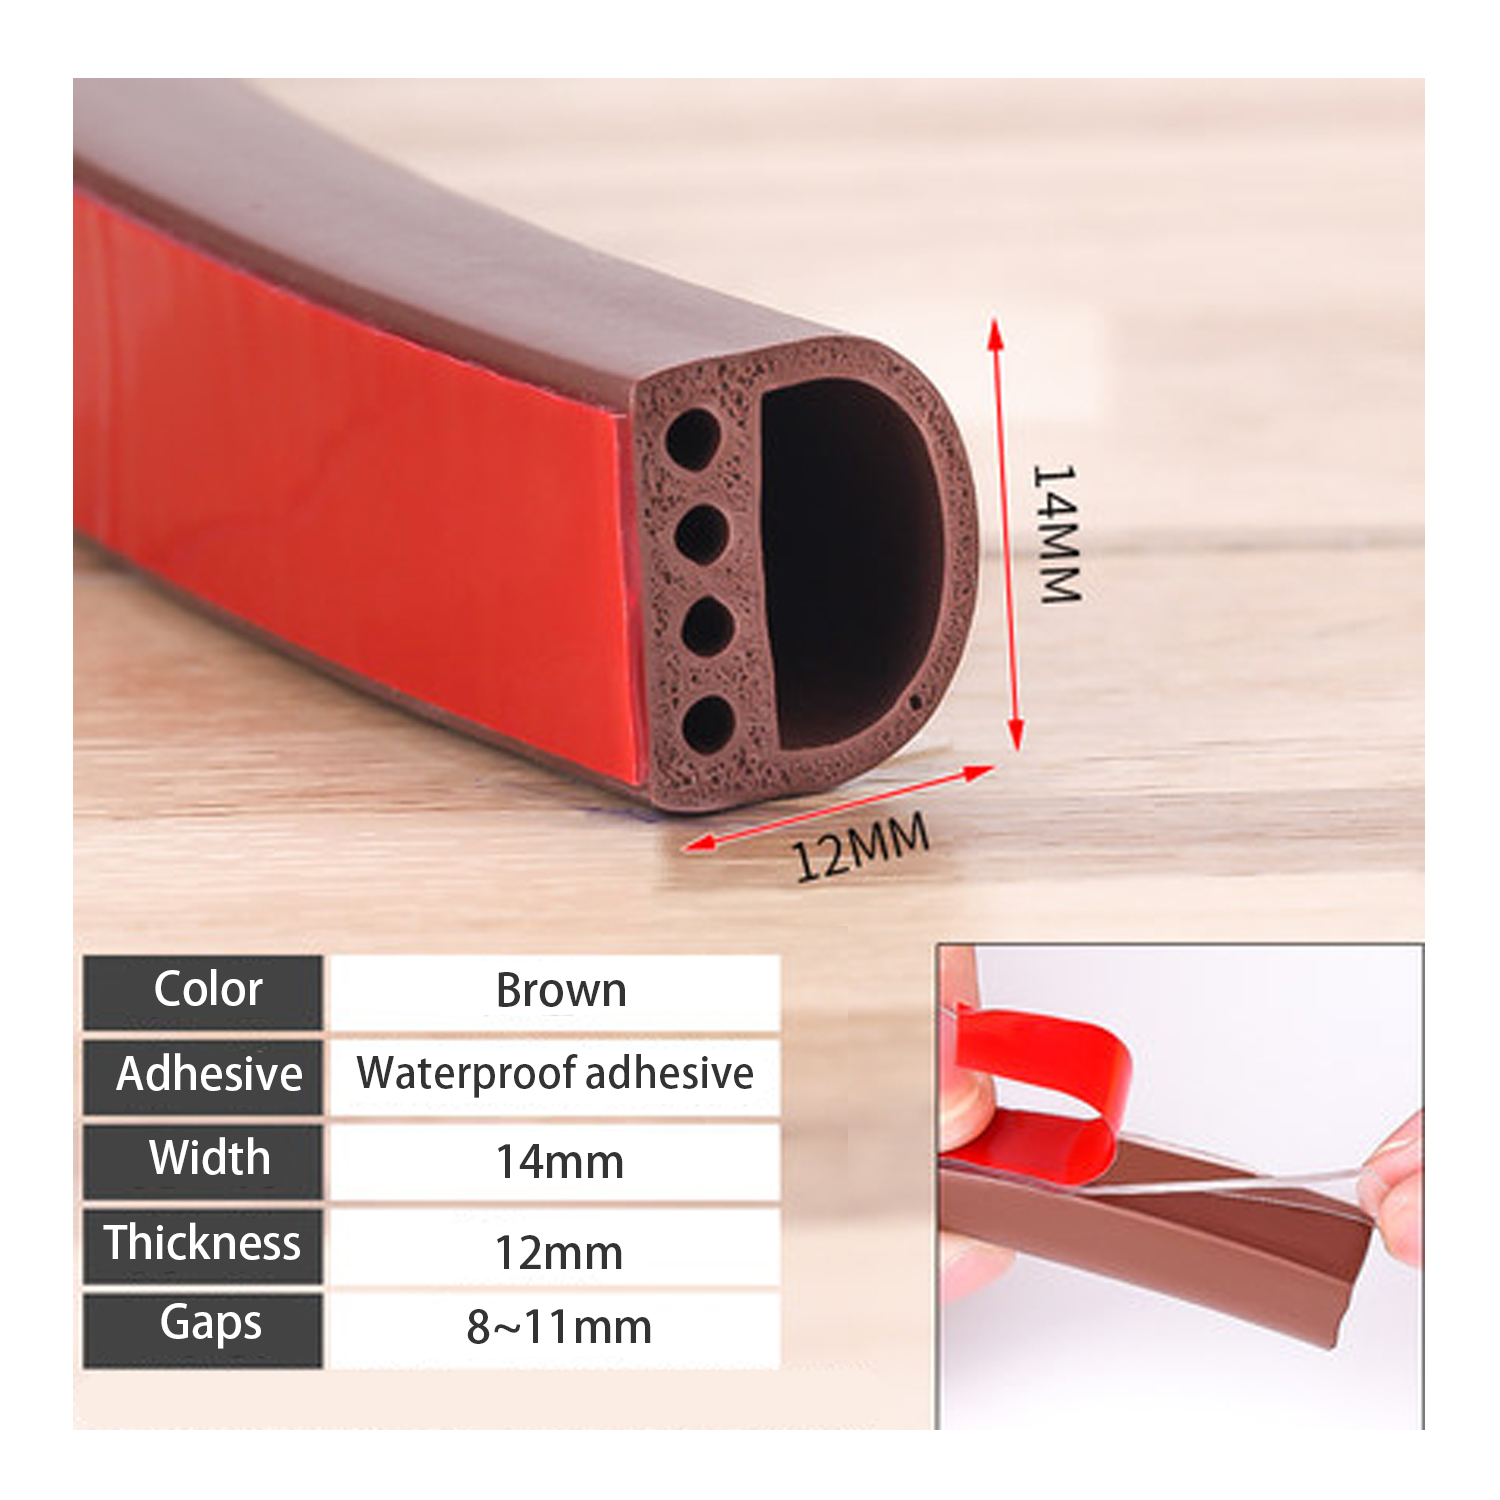 14MM
12MM
Color Brown
Adhesive Waterproof adhesive
Width 14mm
Thickness 12mm
Gaps 8~11mm